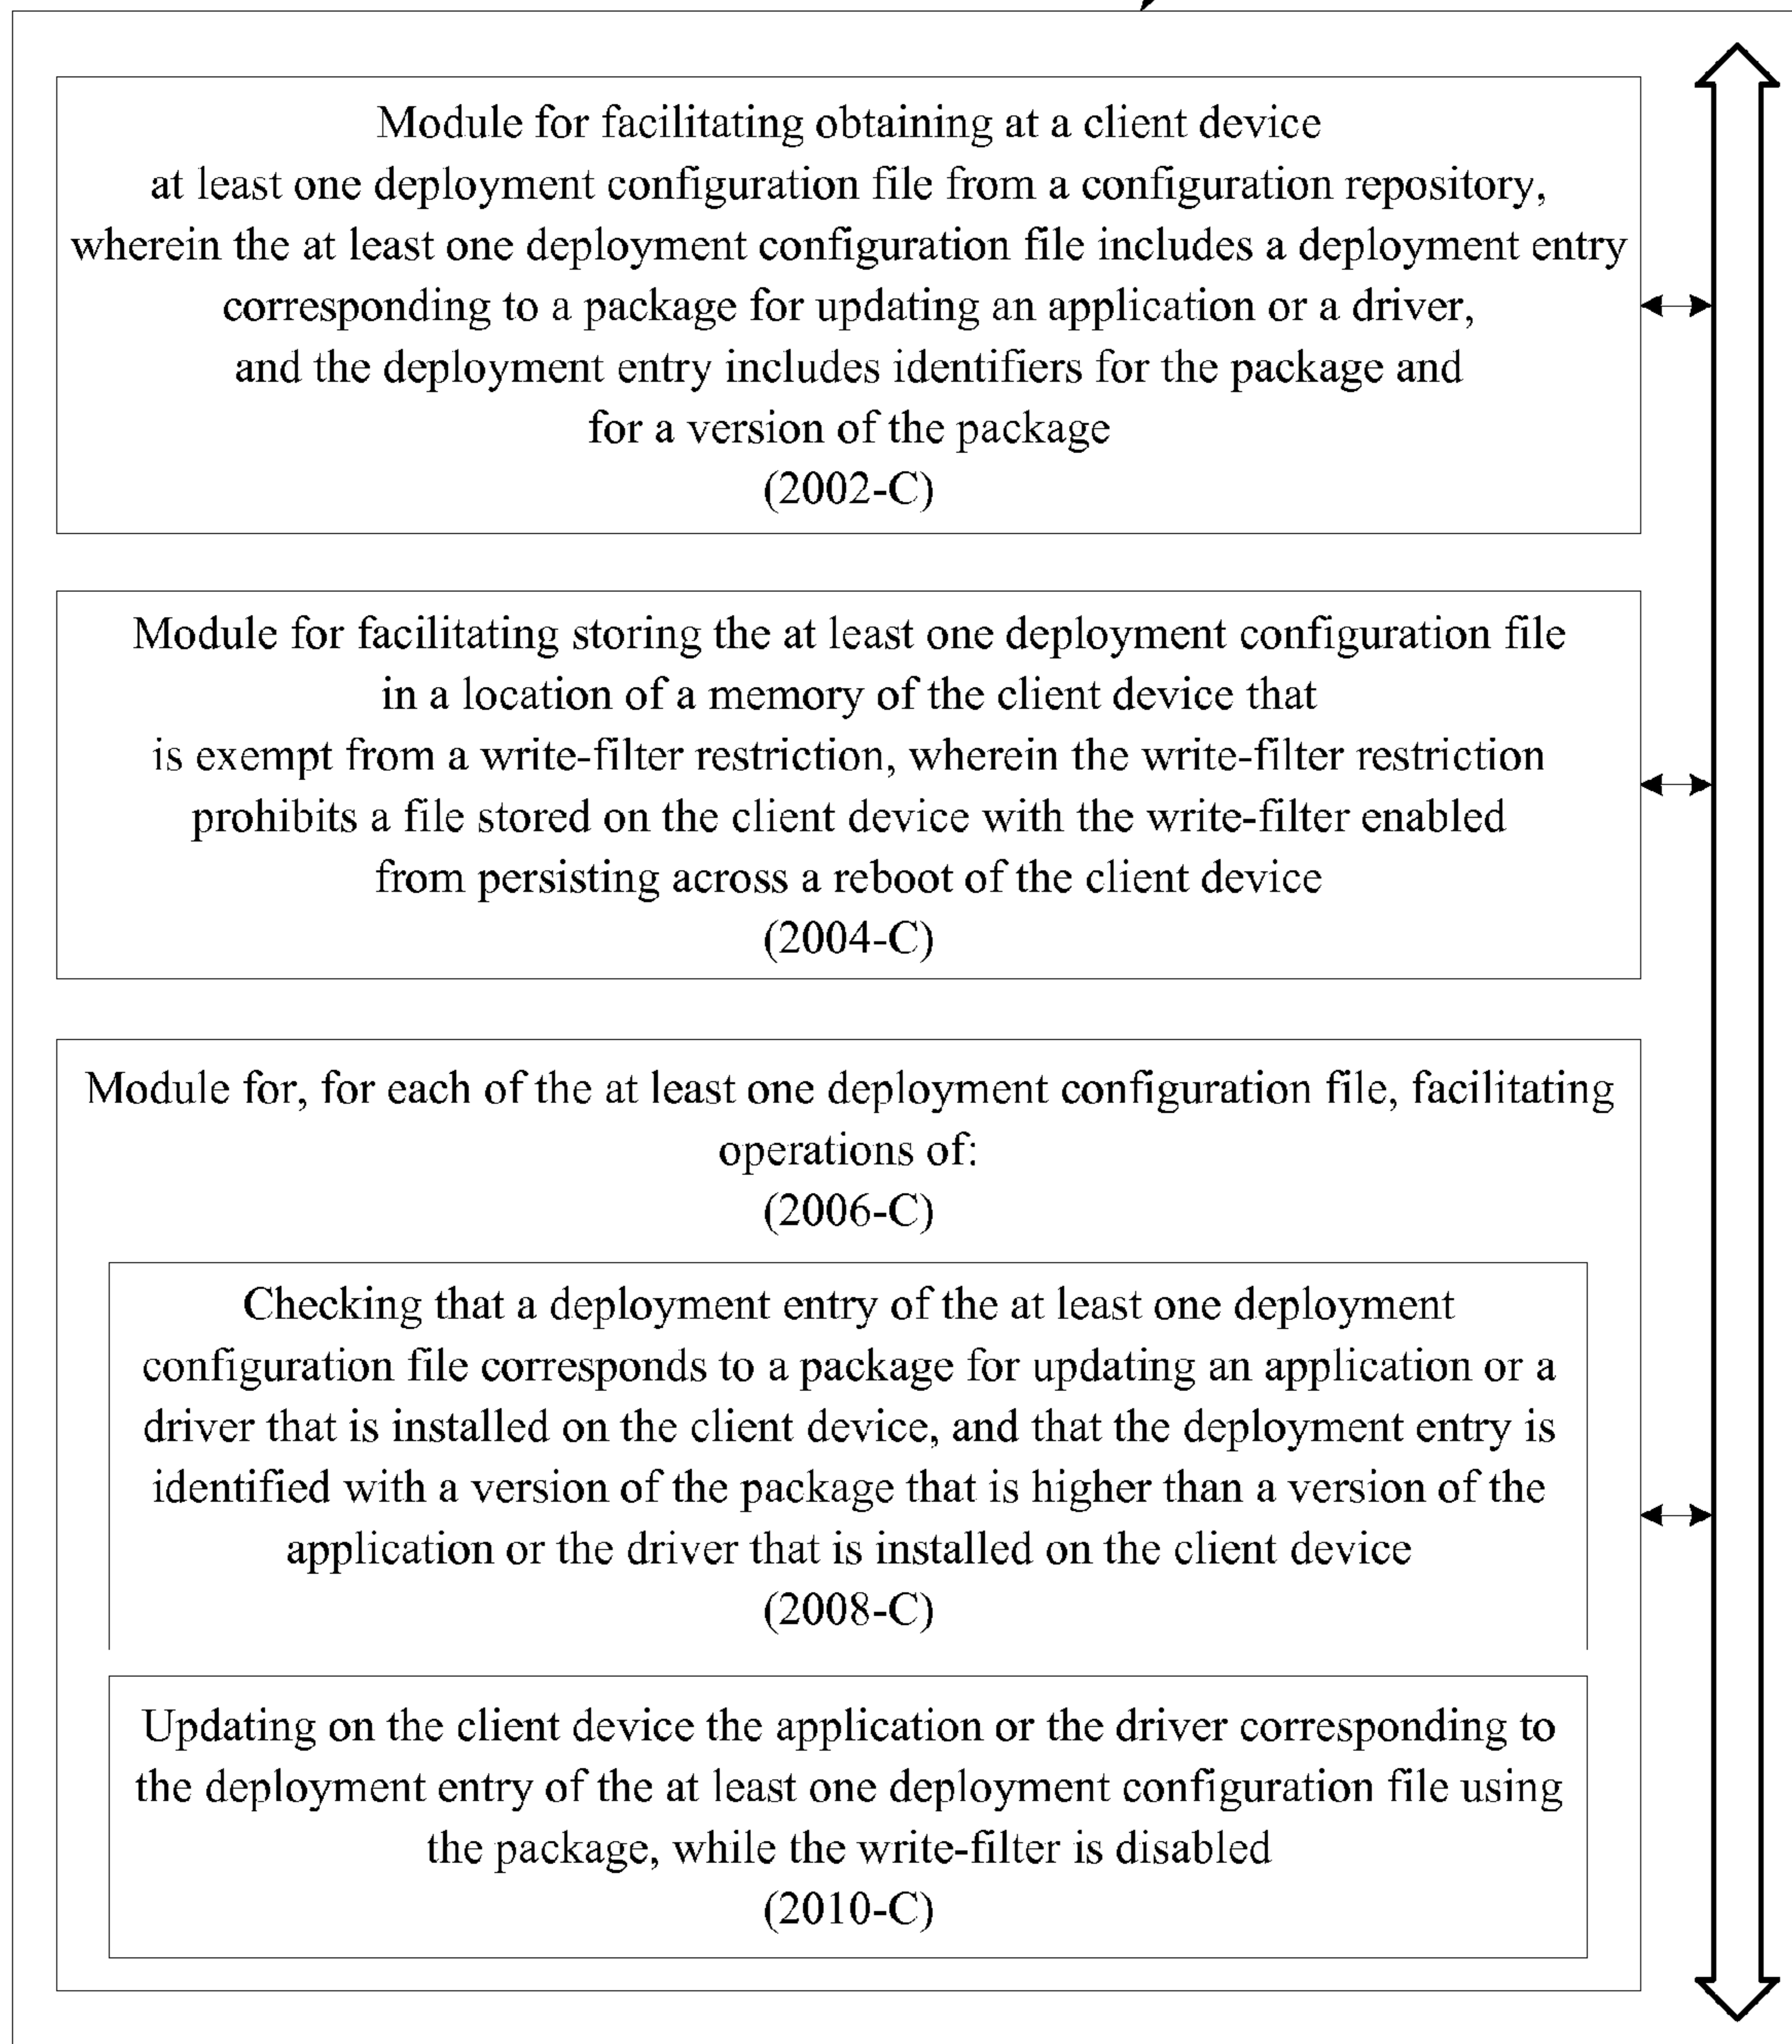 Module for facilitating obtaining at a client device
at least one deployment configuration file from a configuration repository,
wherein the at least one deployment configuration file includes a deployment entry
corresponding to a package for updating an application or a driver,
and the deployment entry includes identifiers for the package and
for a version of the package
(2002-C)
Module for facilitating storing the at least one deployment configuration file
in a location of a memory of the client device that
is exempt from a write-filter restriction, wherein the write-filter restriction
prohibits a file stored on the client device with the write-filter enabled
from persisting across a reboot of the client device
(2004-C)
Module for, for each of the at least one deployment configuration file, facilitating
operations of:
(2006-C)
Checking that a deployment entry of the at least one deployment
configuration file corresponds to a package for updating an application or a
driver that is installed on the client device, and that the deployment entry is
identified with a version of the package that is higher than a version of the
application or the driver that is installed on the client device
(2008-C)
Updating on the client device the application or the driver corresponding to
the deployment entry of the at least one deployment configuration file using
the package, while the write-filter is disabled
(2010-C)